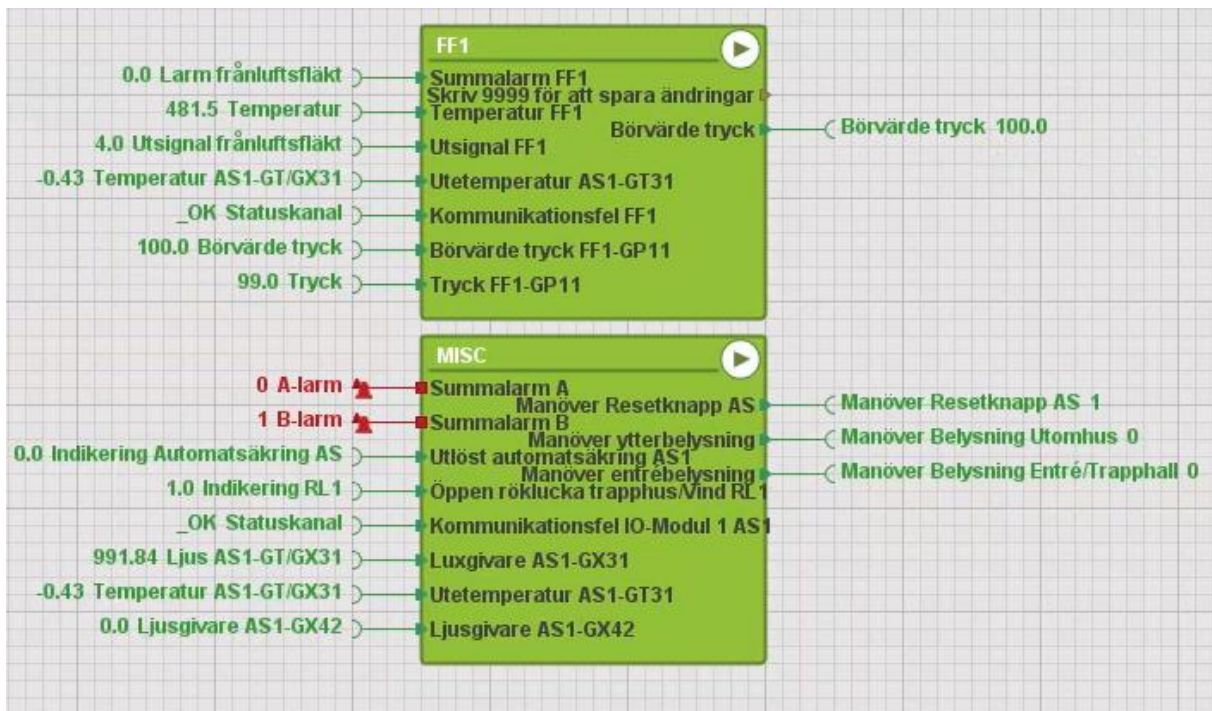 FF1
0.0 Larm frånluftsfläkt
Summalarm FF1
Skriv 9999 för att spara ändringar
481.5 Temperatur
Temperatur FF1
Börvärde tryck
Börvärde tryck 100.0
4.0 Utsignal frånluftsfläkt
Utsignal FF1
-0.43 Temperatur AS1-GT/GX31
Utetemperatur AS1-GT31
_OK Statuskanal
Kommunikationsfel FF1
100.0 Börvärde tryck
Börvärde tryck FF1-GP11
99.0 Tryck
Tryck FF1-GP11
MISC
0 A-larm
Summalarm A
Manöver Resetknapp AS
Manöver Resetknapp AS 1
1 B-larm
Summalarm B
Manöver ytterbelysning
Manöver Belysning Utomhus 0
0.0 Indikering Automatsäkring AS
Utlöst automatsäkring AS1
Manöver entrébelysning
Manöver Belysning Entré/Trapphall 0
1.0 Indikering RL1
Öppen röklucka trapphus/Vind RL1
_OK Statuskanal
Kommunikationsfel IO-Modul 1 AS1
991.84 Ljus AS1-GT/GX31
Luxgivare AS1-GX31
-0.43 Temperatur AS1-GT/GX31
Utetemperatur AS1-GT31
0.0 Ljusgivare AS1-GX42
Ljusgivare AS1-GX42